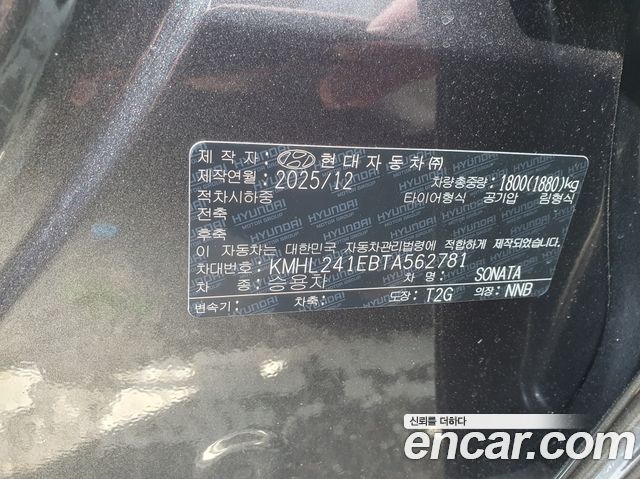 제 작 자 : 현대자동차㈜
제작연월 : 2025/12 차량총중량 : 1800(1880)kg
적차시하중 타이어형식 공기압 림형식
전축
후축
이 자동차는 대한민국 자동차관리법령에 적합하게 제작되었습니다.
차대번호 : KMHL241EBTA562781
차 종 : 승용차 차 명 : SONATA
변속기 : 차축 : 도장 : T2G 의장 : NNB
HYUNDAI
MOTOR GROUP
신뢰를 더하다
encar.com